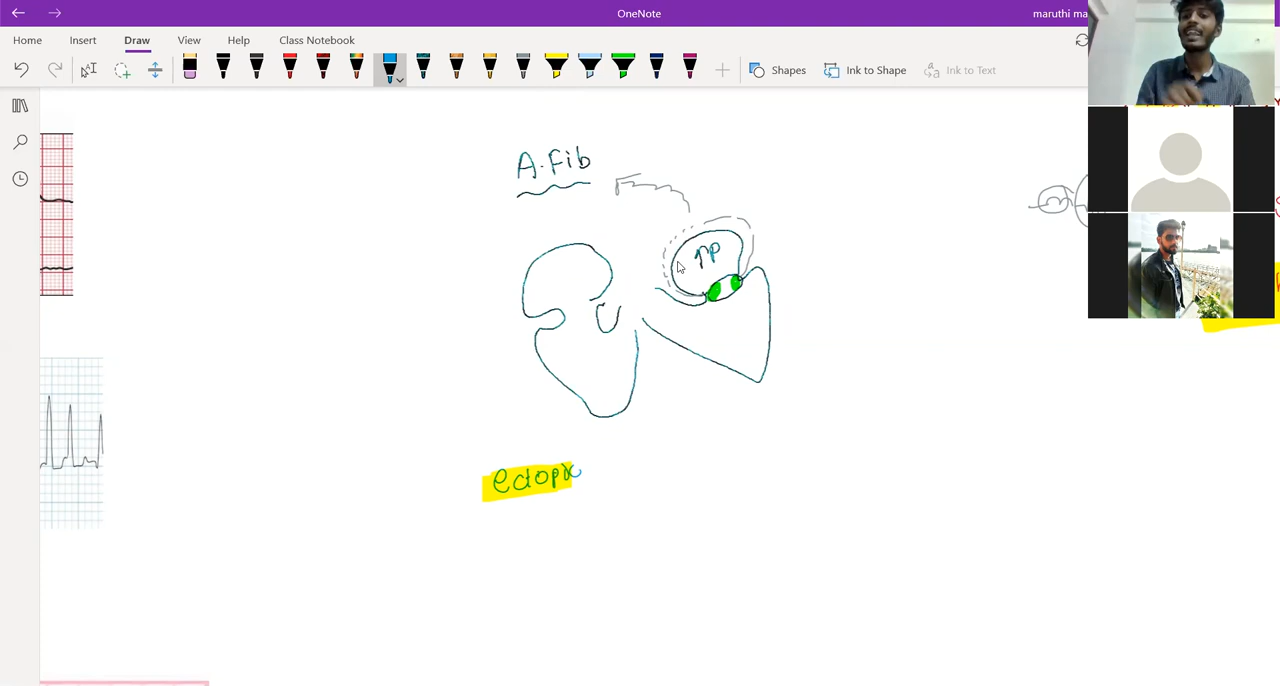 OneNote
maruthi ma
Home Insert Draw View Help Class Notebook
Shapes Ink to Shape Ink to Text
A.Fib
↑P
ectopic